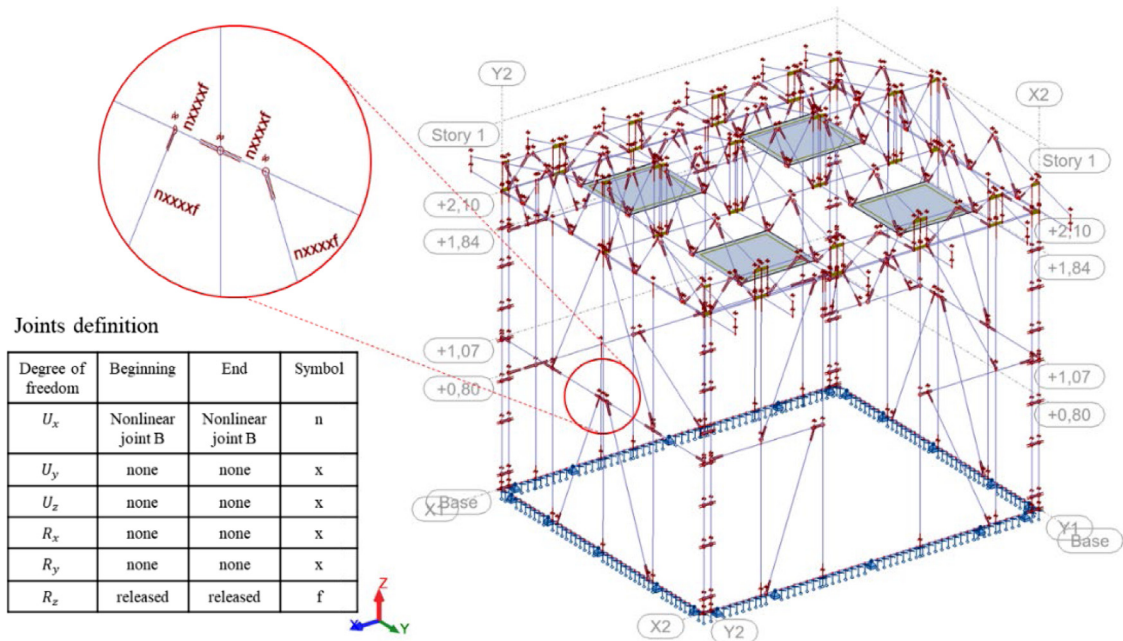 nxxxxf
nxxxxf
nxxxxf
nxxxxf
Joints definition
Degree of freedom Beginning End Symbol
Ux Nonlinear joint B Nonlinear joint B n
Uy none none x
Uz none none x
Rx none none x
Ry none none x
Rz released released f
Y2
X2
Story 1
Story 1
+2,10
+1,84
+2,10
+1,84
+1,07
+0,80
+1,07
+0,80
X1
Base
Y1
Base
X2
Y2
Z
X
Y